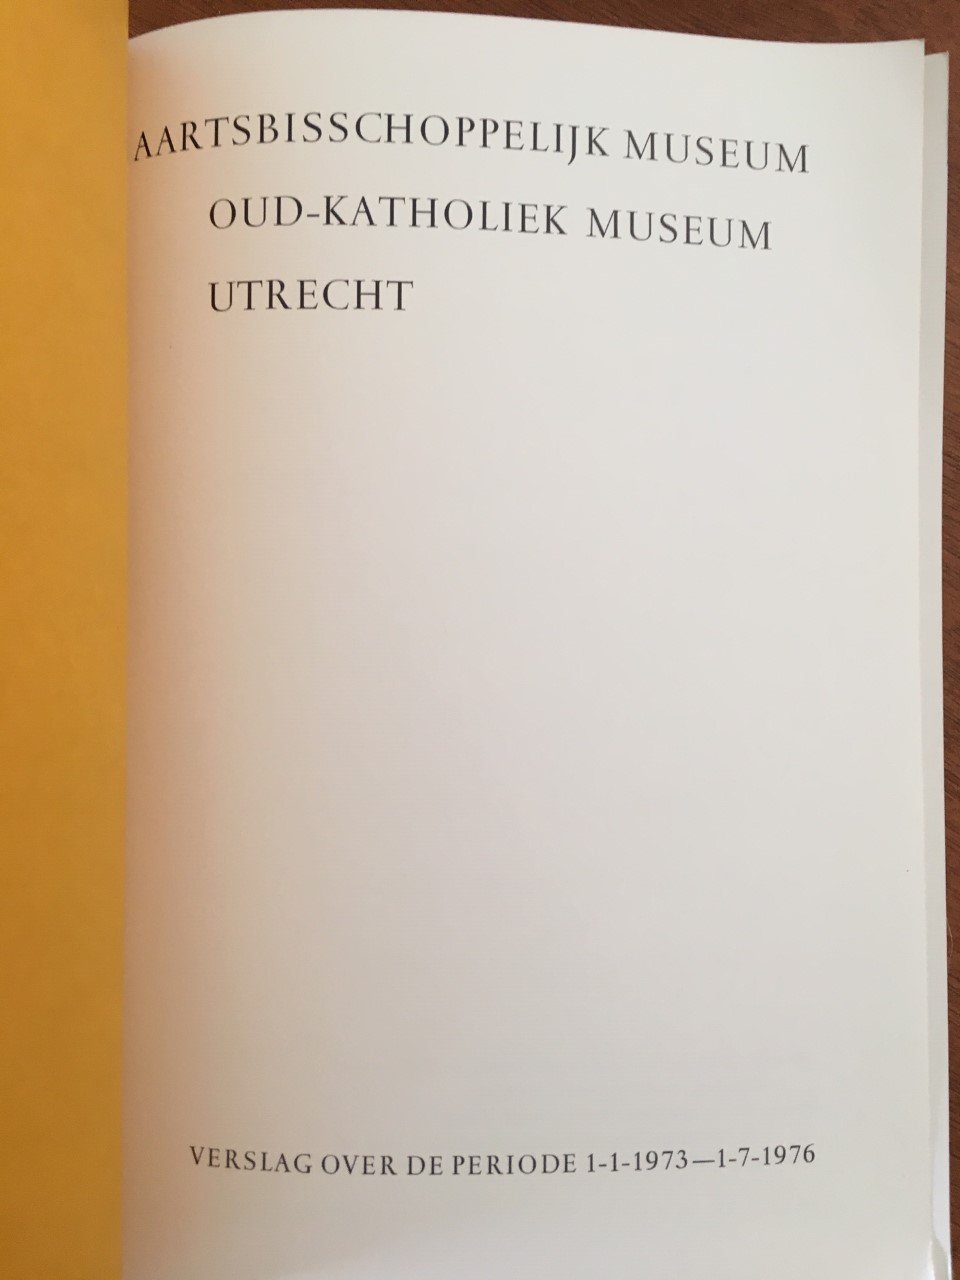 AARTSBISSCHOPPELIJK MUSEUM
OUD-KATHOLIEK MUSEUM
UTRECHT
VERSLAG OVER DE PERIODE 1-1-1973—1-7-1976